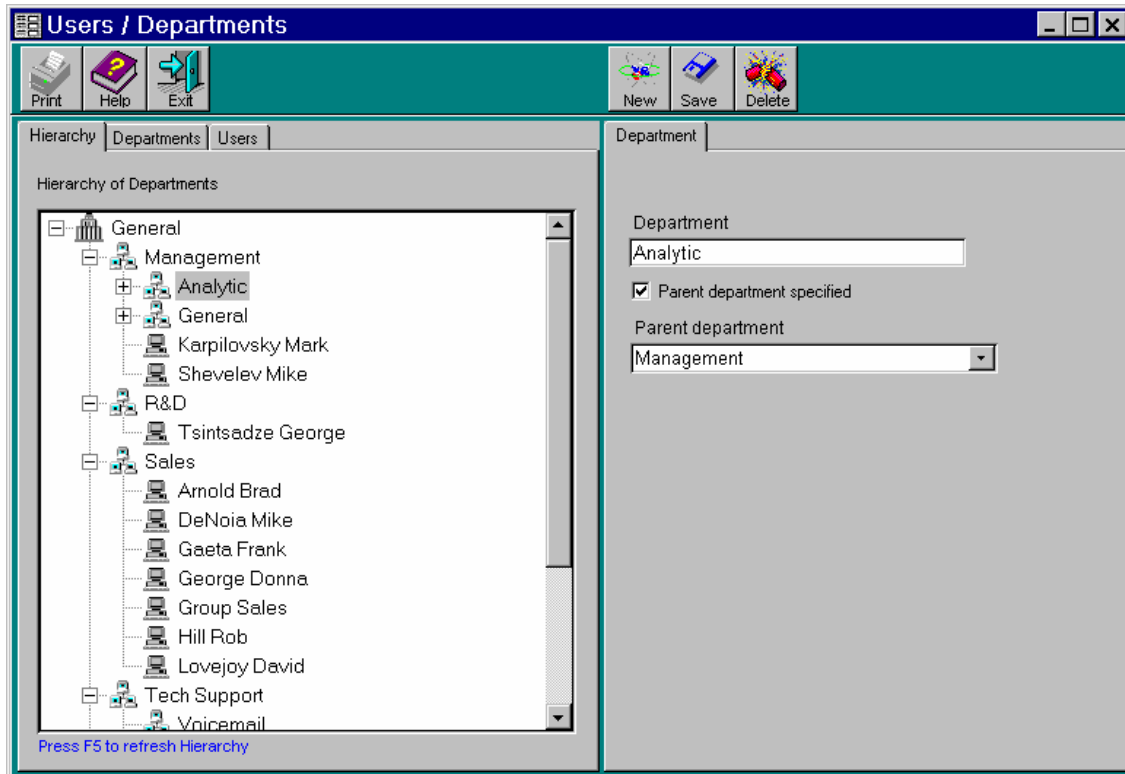 Users / Departments
Print Help Exit New Save Delete
Hierarchy Departments Users
Hierarchy of Departments
General
Management
Analytic
General
Karpilovsky Mark
Shevelev Mike
R&D
Tsintsadze George
Sales
Arnold Brad
DeNoia Mike
Gaeta Frank
George Donna
Group Sales
Hill Rob
Lovejoy David
Tech Support
Voicemail
Press F5 to refresh Hierarchy
Department
Department
Analytic
Parent department specified
Parent department
Management